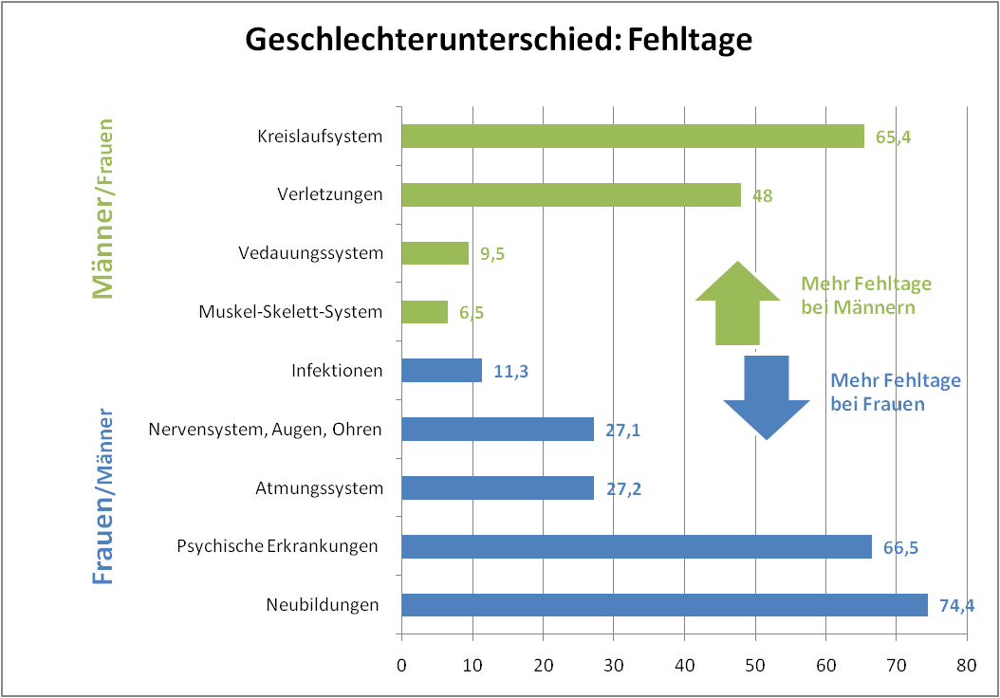 Geschlechterunterschied: Fehltage
Männer/Frauen
Kreislaufsystem
65,4
Verletzungen
48
Vedauungssystem
9,5
Muskel-Skelett-System
6,5
Mehr Fehltage
bei Männern
Frauen/Männer
Infektionen
11,3
Mehr Fehltage
bei Frauen
Nervensystem, Augen, Ohren
27,1
Atmungssystem
27,2
Psychische Erkrankungen
66,5
Neubildungen
74,4
0 10 20 30 40 50 60 70 80